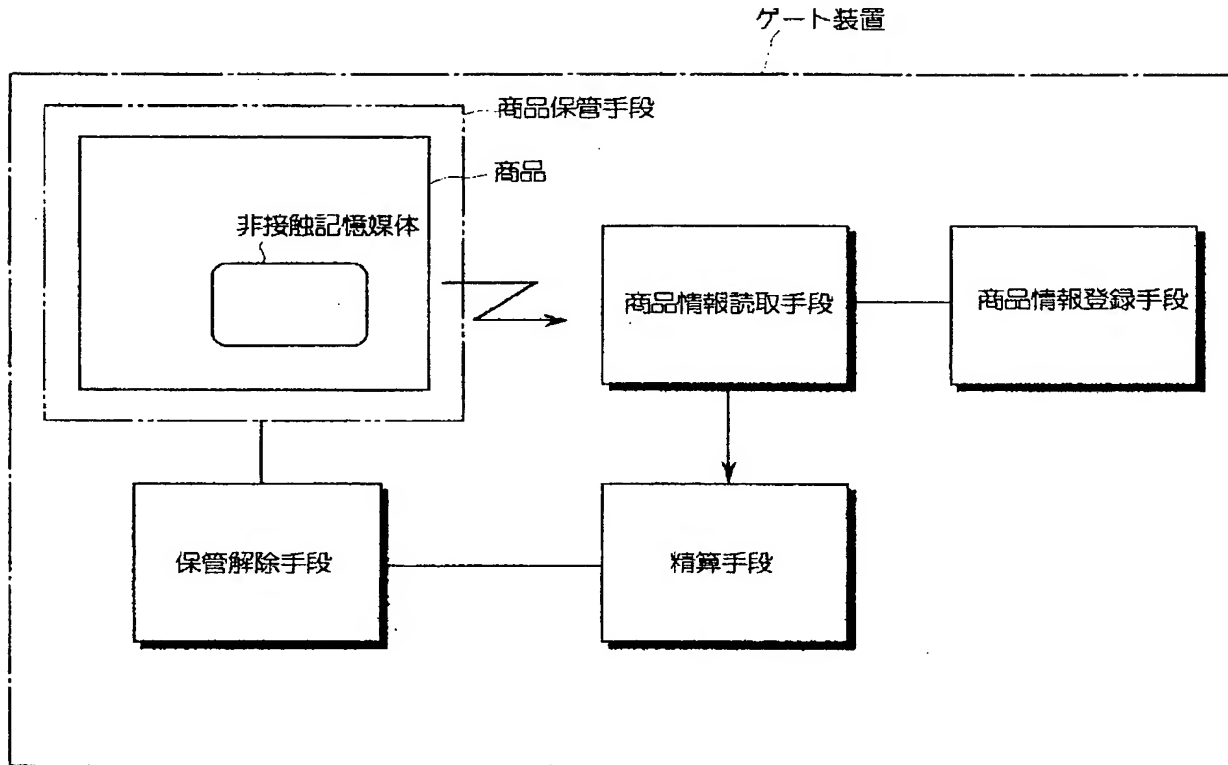 ゲート装置
商品保管手段
商品
非接触記憶媒体
商品情報読取手段
商品情報登録手段
保管解除手段
精算手段